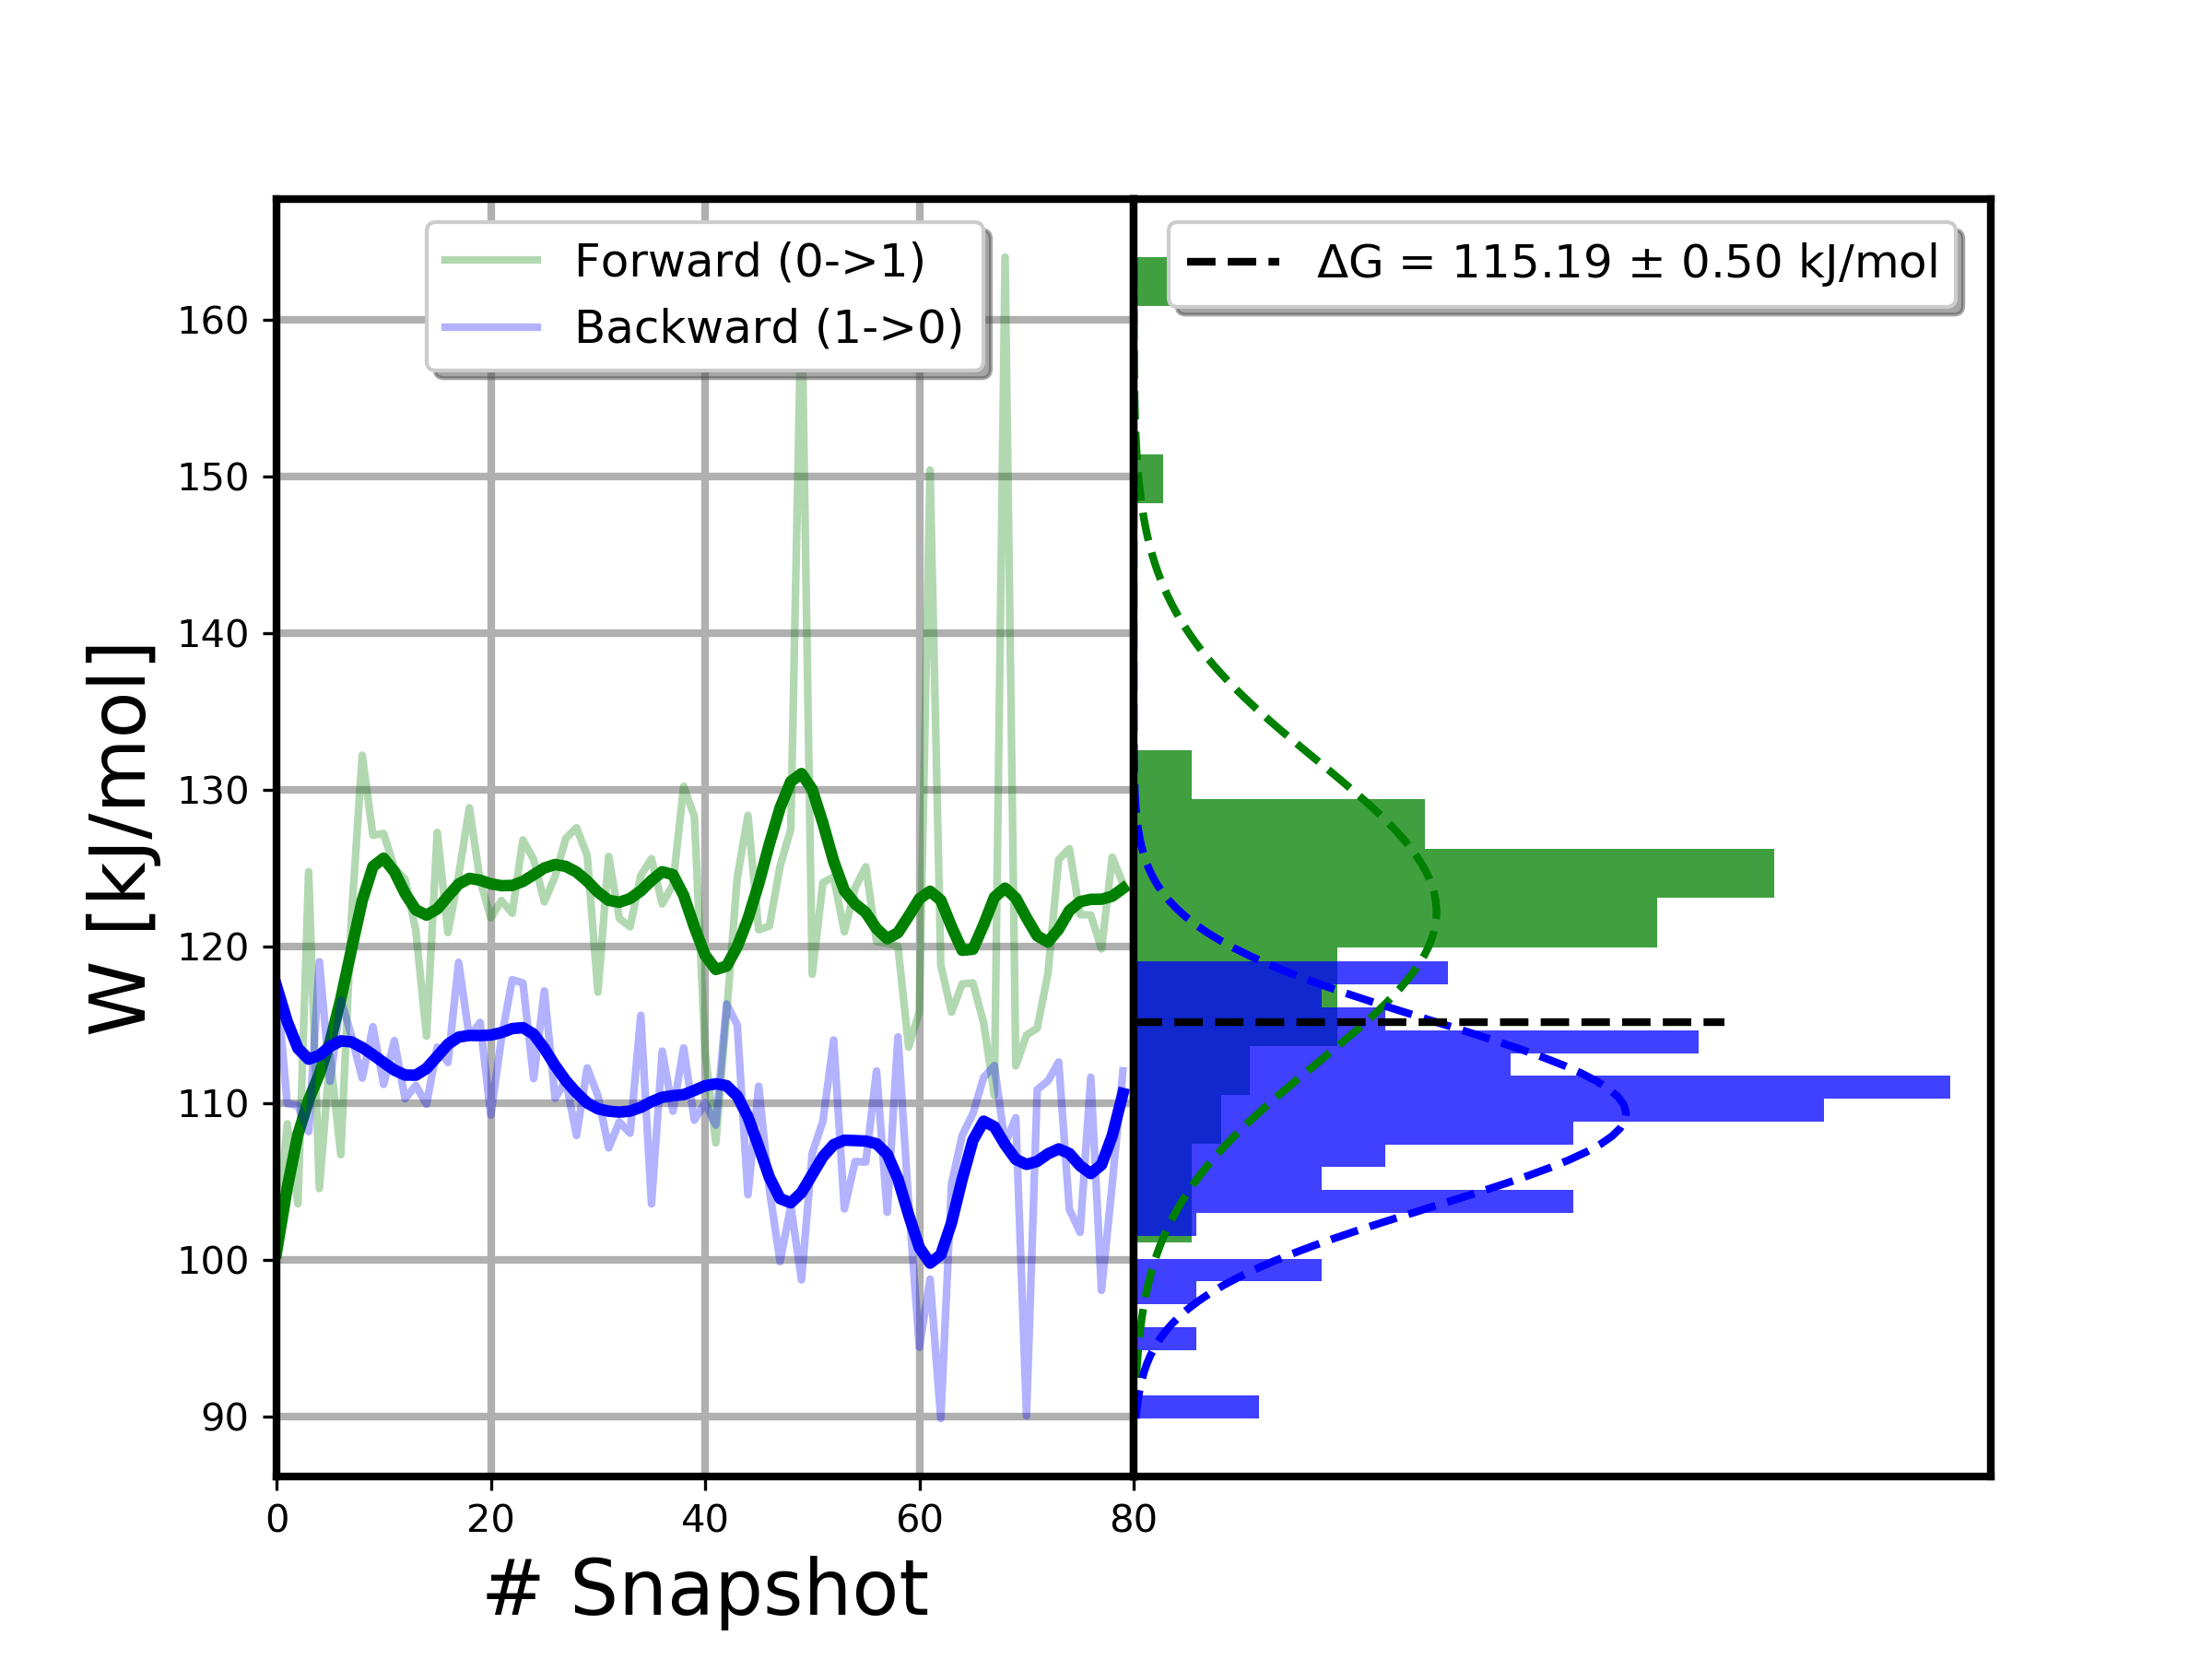 Forward (0->1)
Backward (1->0)
ΔG = 115.19 ± 0.50 kJ/mol
W [kJ/mol]
160
150
140
130
120
110
100
90
0 20 40 60 80
# Snapshot